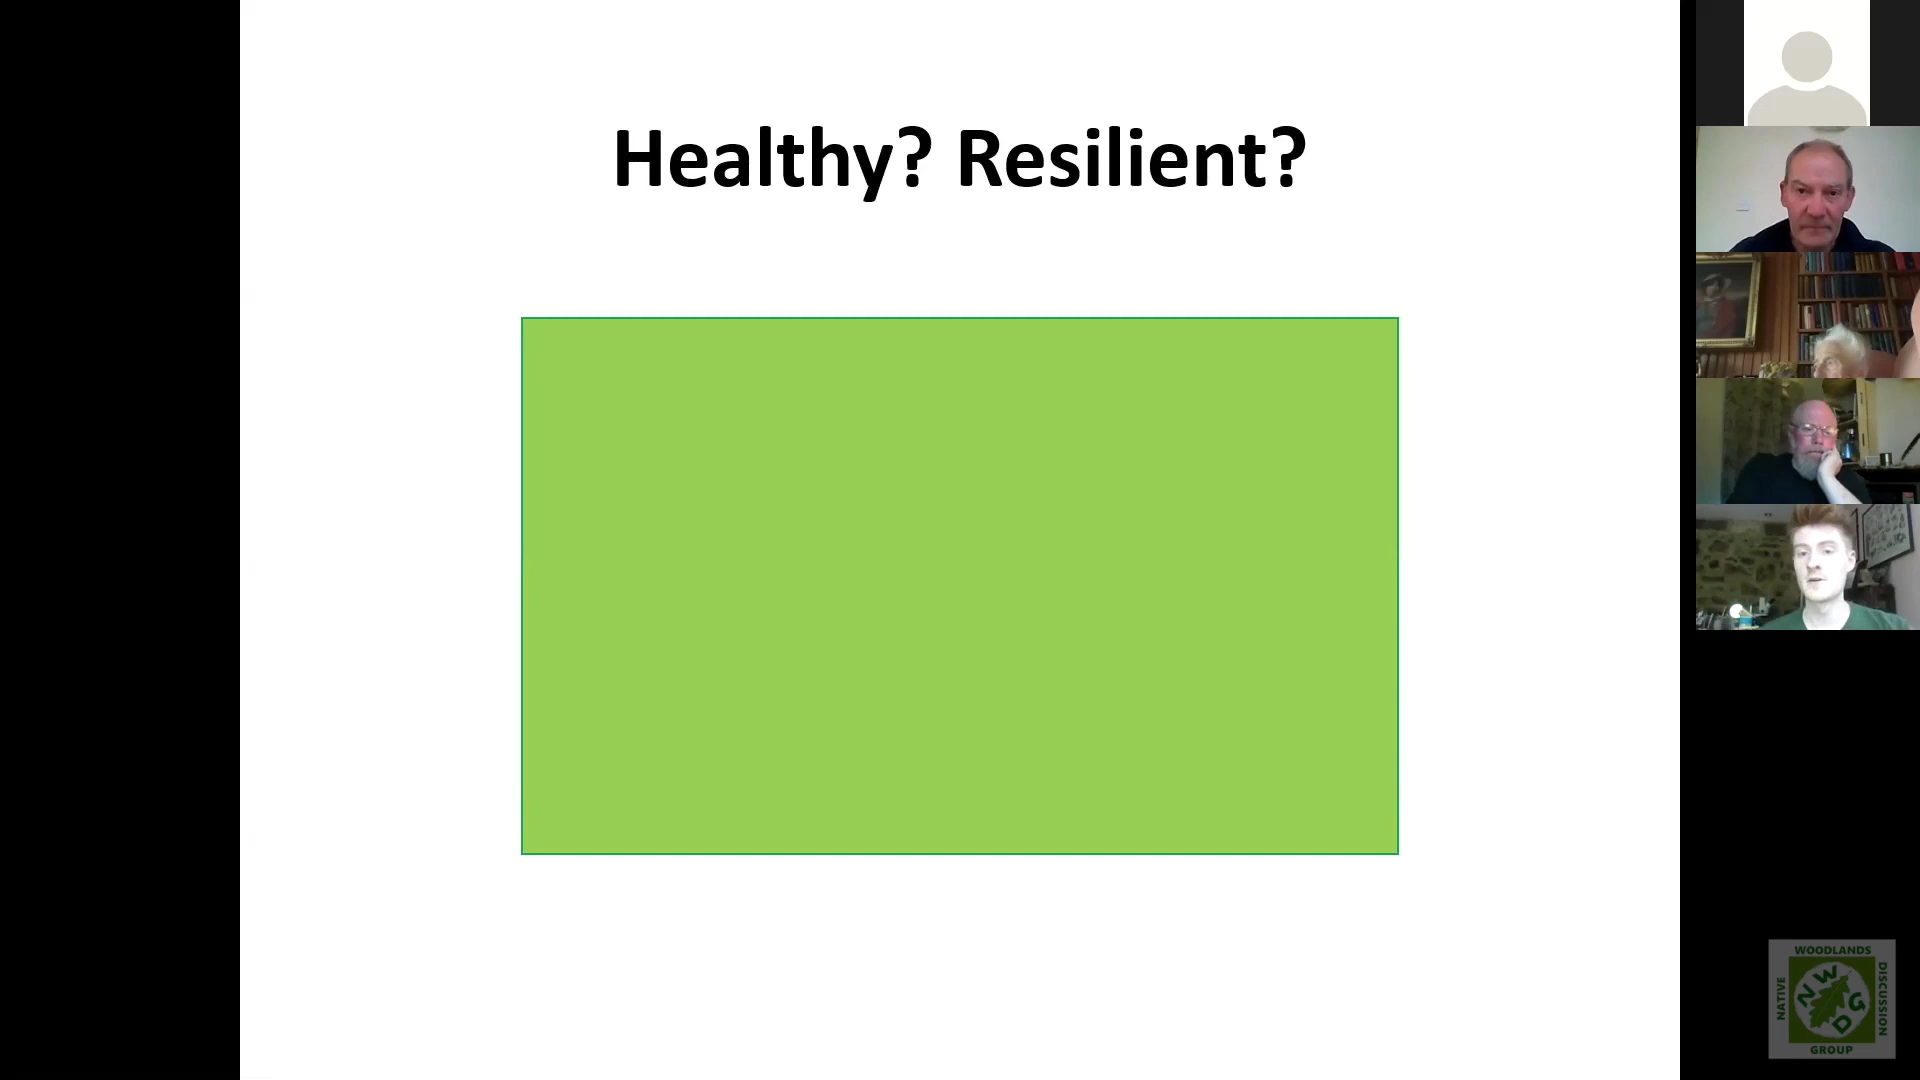 Healthy? Resilient?
WOODLANDS
NATIVE
DISCUSSION
NWDG
GROUP